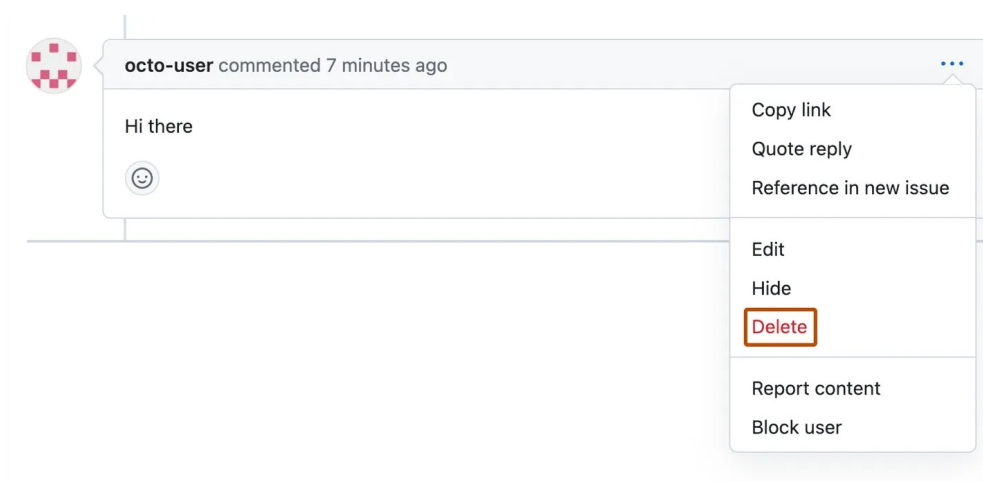 octo-user commented 7 minutes ago
Hi there
Copy link
Quote reply
Reference in new issue
Edit
Hide
Delete
Report content
Block user